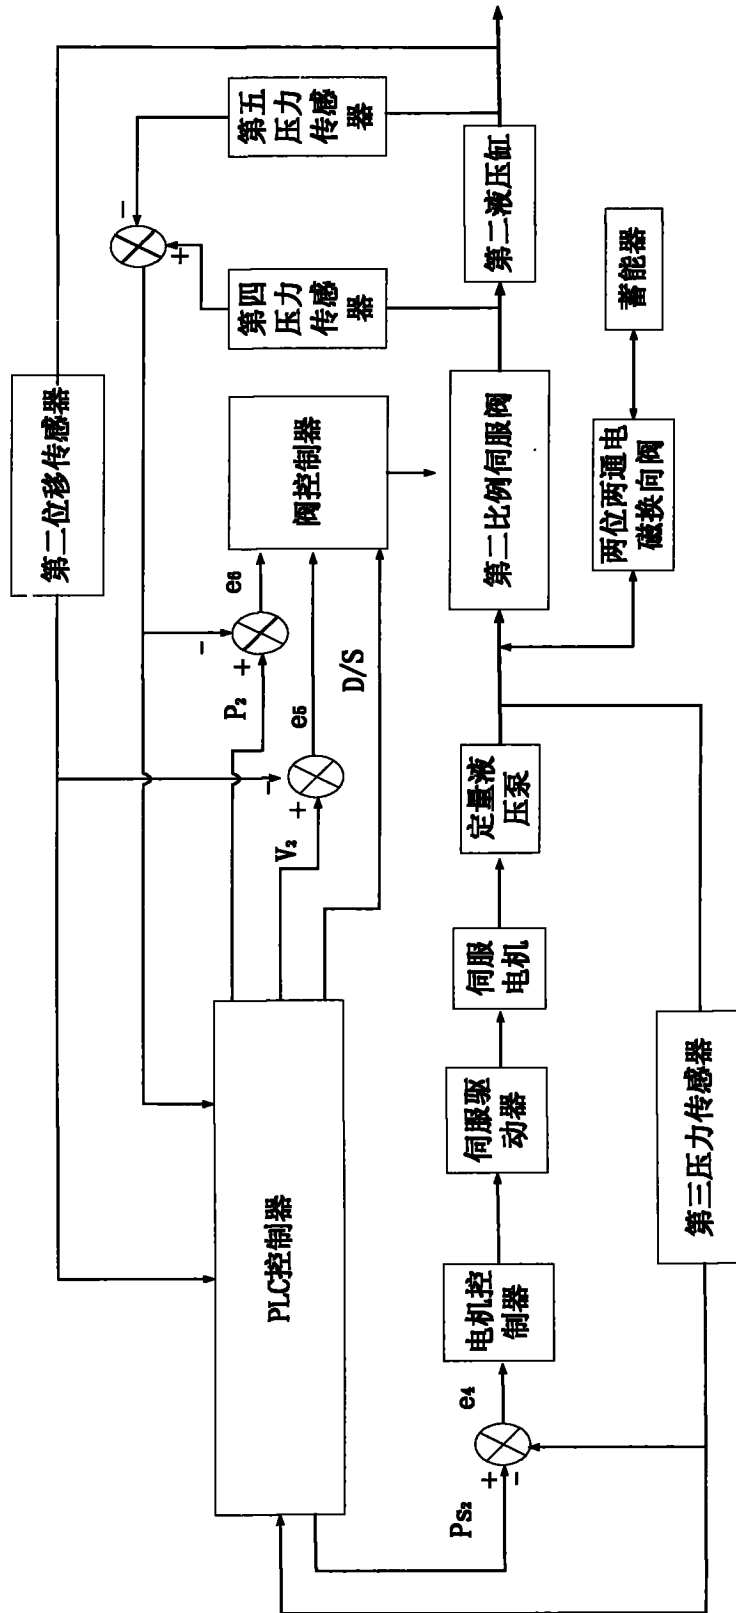 第二位移传感器
第五
压力
传感
器
-
+
第四
压力
传感
器
PLC控制器
P₂
+
-
e₆
V₂
+
-
e₅
D/S
阀控制器
Ps₂
+
-
e₄
电机控
制器
伺服驱
动器
伺服
电机
定量液
压泵
第二比例伺服阀
第二液压缸
两位两通电
磁换向阀
蓄能器
第三压力传感器